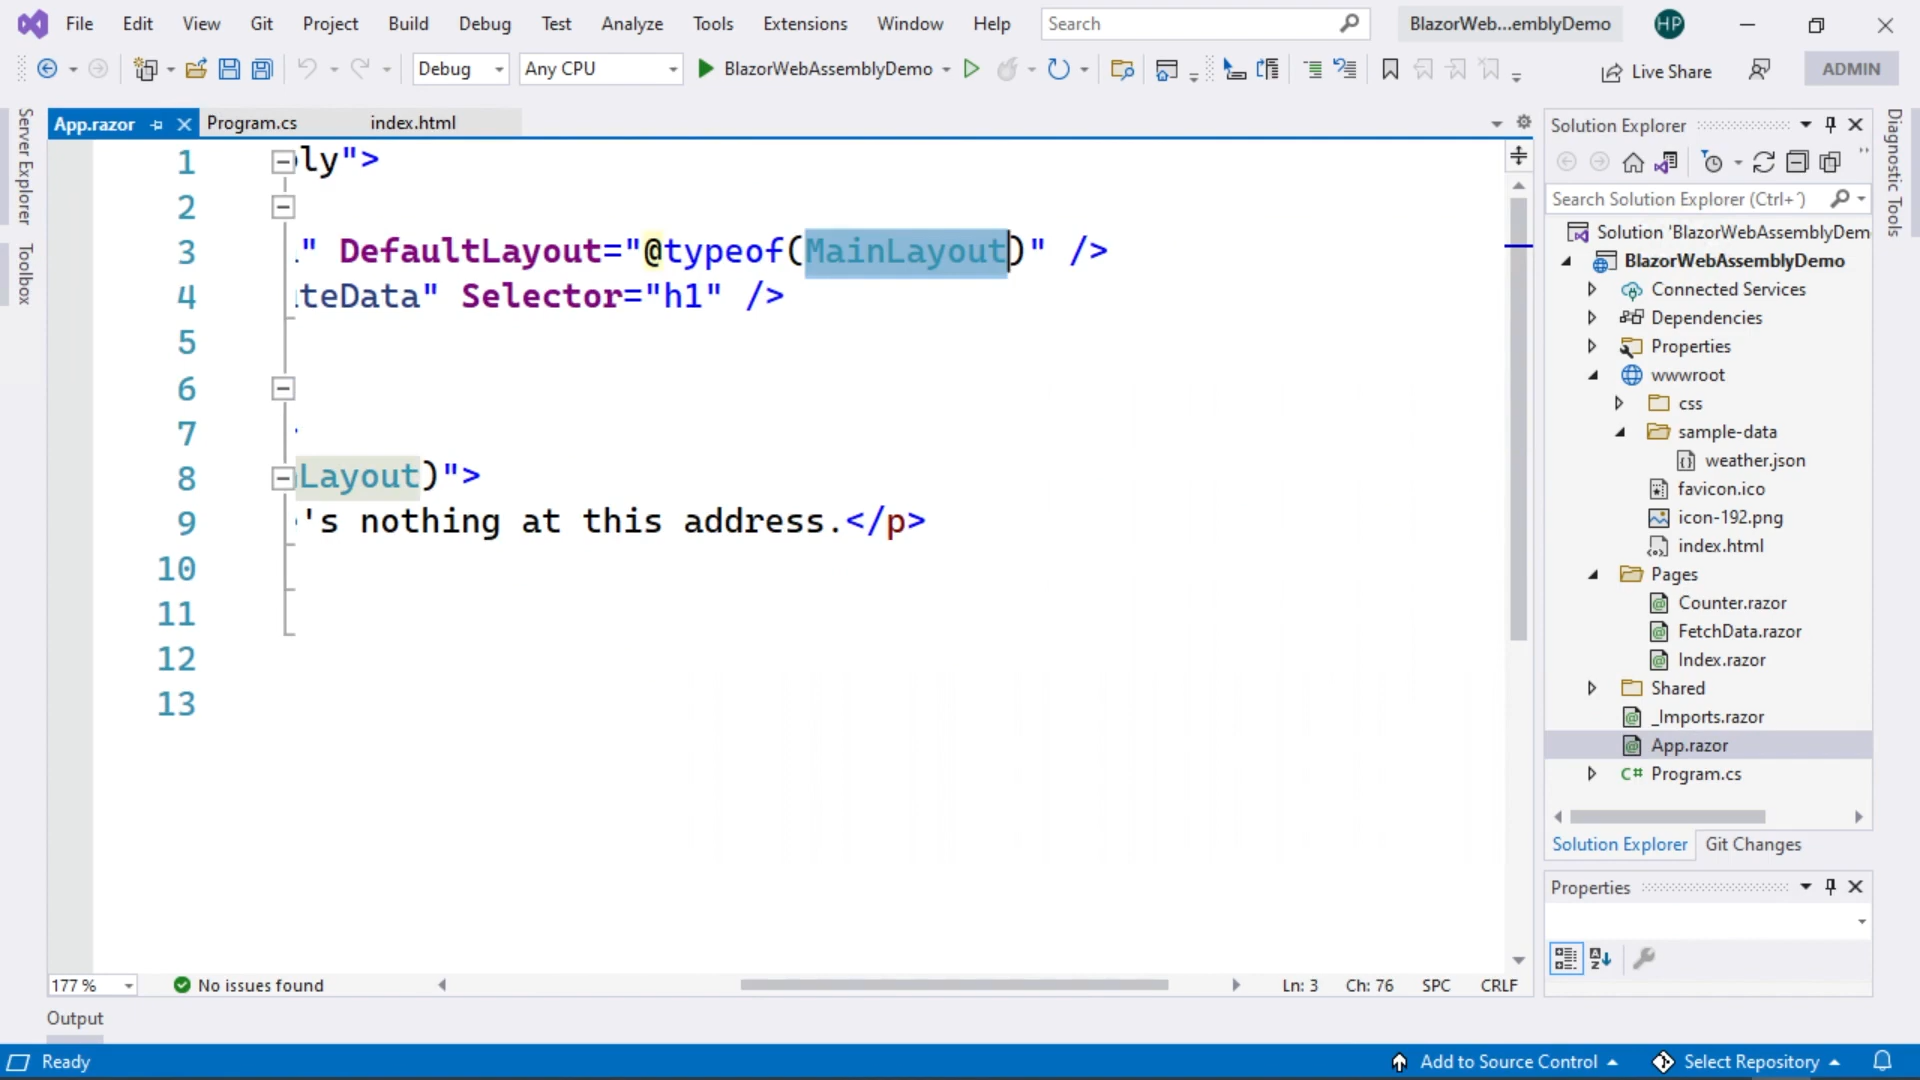 File Edit View Git Project Build Debug Test Analyze Tools Extensions Window Help Search BlazorWeb...emblyDemo HP
Debug Any CPU BlazorWebAssemblyDemo Live Share ADMIN
Server Explorer
Toolbox
App.razor Program.cs index.html
1 ly">
2
3 " DefaultLayout="@typeof(MainLayout)" />
4 teData" Selector="h1" />
5
6
7
8 Layout)">
9 's nothing at this address.</p>
10
11
12
13
177 % No issues found Ln: 3 Ch: 76 SPC CRLF
Solution Explorer
Search Solution Explorer (Ctrl+´)
Solution 'BlazorWebAssemblyDem
BlazorWebAssemblyDemo
Connected Services
Dependencies
Properties
wwwroot
css
sample-data
weather.json
favicon.ico
icon-192.png
index.html
Pages
Counter.razor
FetchData.razor
Index.razor
Shared
_Imports.razor
App.razor
C# Program.cs
Solution Explorer Git Changes
Properties
Diagnostic Tools
Output
Ready Add to Source Control Select Repository